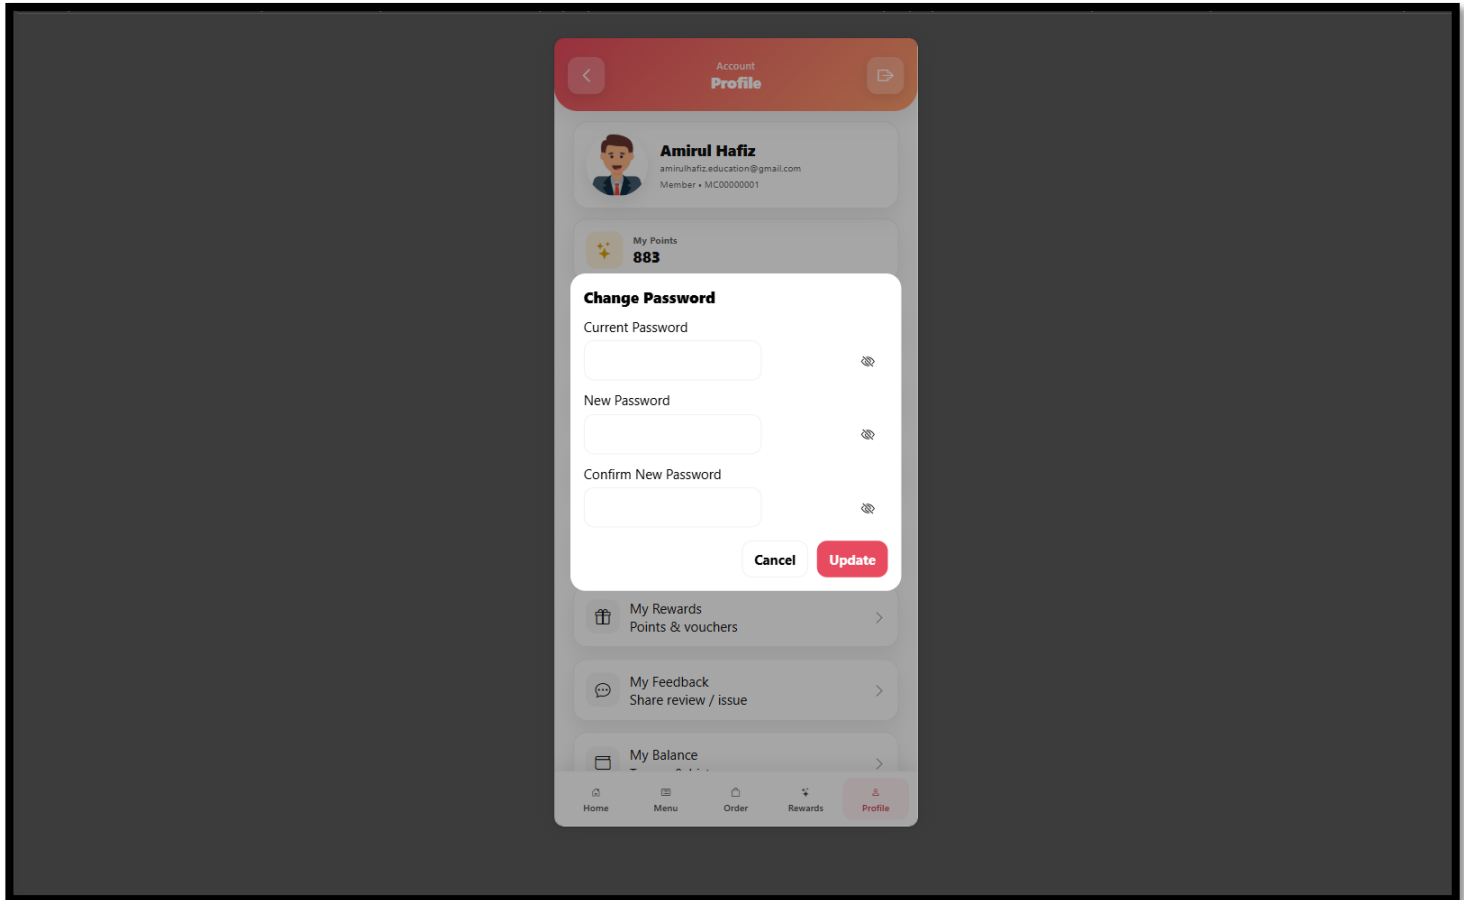 Account
Profile
Amirul Hafiz
amirulhafiz.education@gmail.com
Member • MC00000001
My Points
883
Change Password
Current Password
New Password
Confirm New Password
Cancel
Update
My Rewards
Points & vouchers
My Feedback
Share review / issue
My Balance
Home
Menu
Order
Rewards
Profile